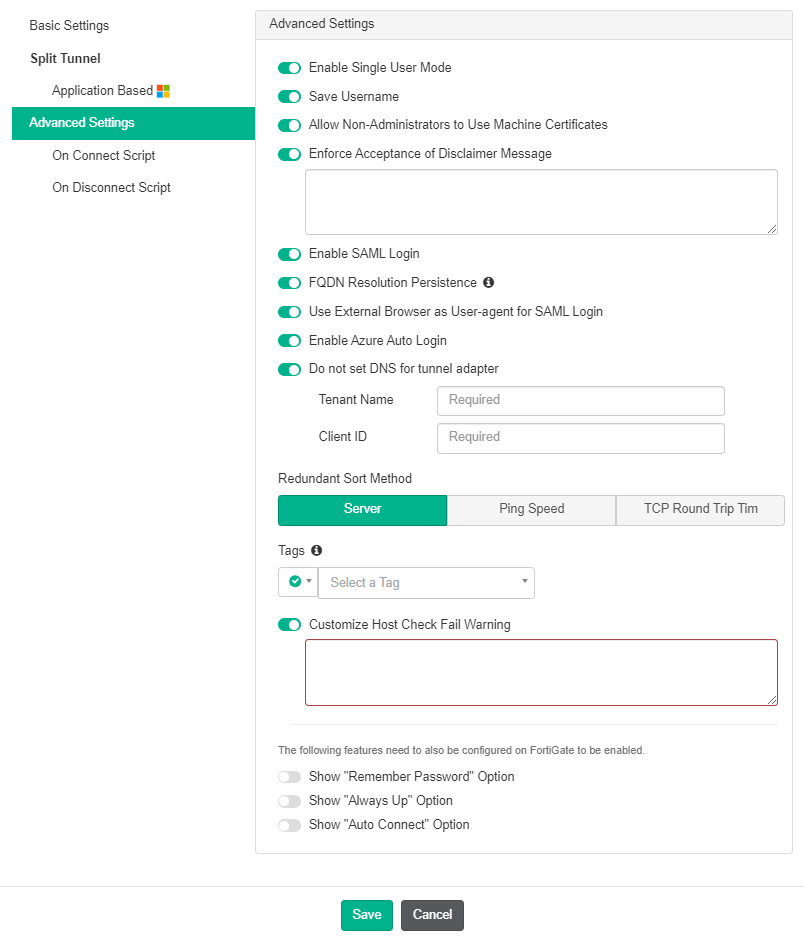 Basic Settings
Split Tunnel
Application Based
Advanced Settings
On Connect Script
On Disconnect Script
Advanced Settings
Enable Single User Mode
Save Username
Allow Non-Administrators to Use Machine Certificates
Enforce Acceptance of Disclaimer Message
Enable SAML Login
FQDN Resolution Persistence
Use External Browser as User-agent for SAML Login
Enable Azure Auto Login
Do not set DNS for tunnel adapter
Tenant Name Required
Client ID Required
Redundant Sort Method
Server Ping Speed TCP Round Trip Tim
Tags
Select a Tag
Customize Host Check Fail Warning
The following features need to also be configured on FortiGate to be enabled.
Show "Remember Password" Option
Show "Always Up" Option
Show "Auto Connect" Option
Save Cancel